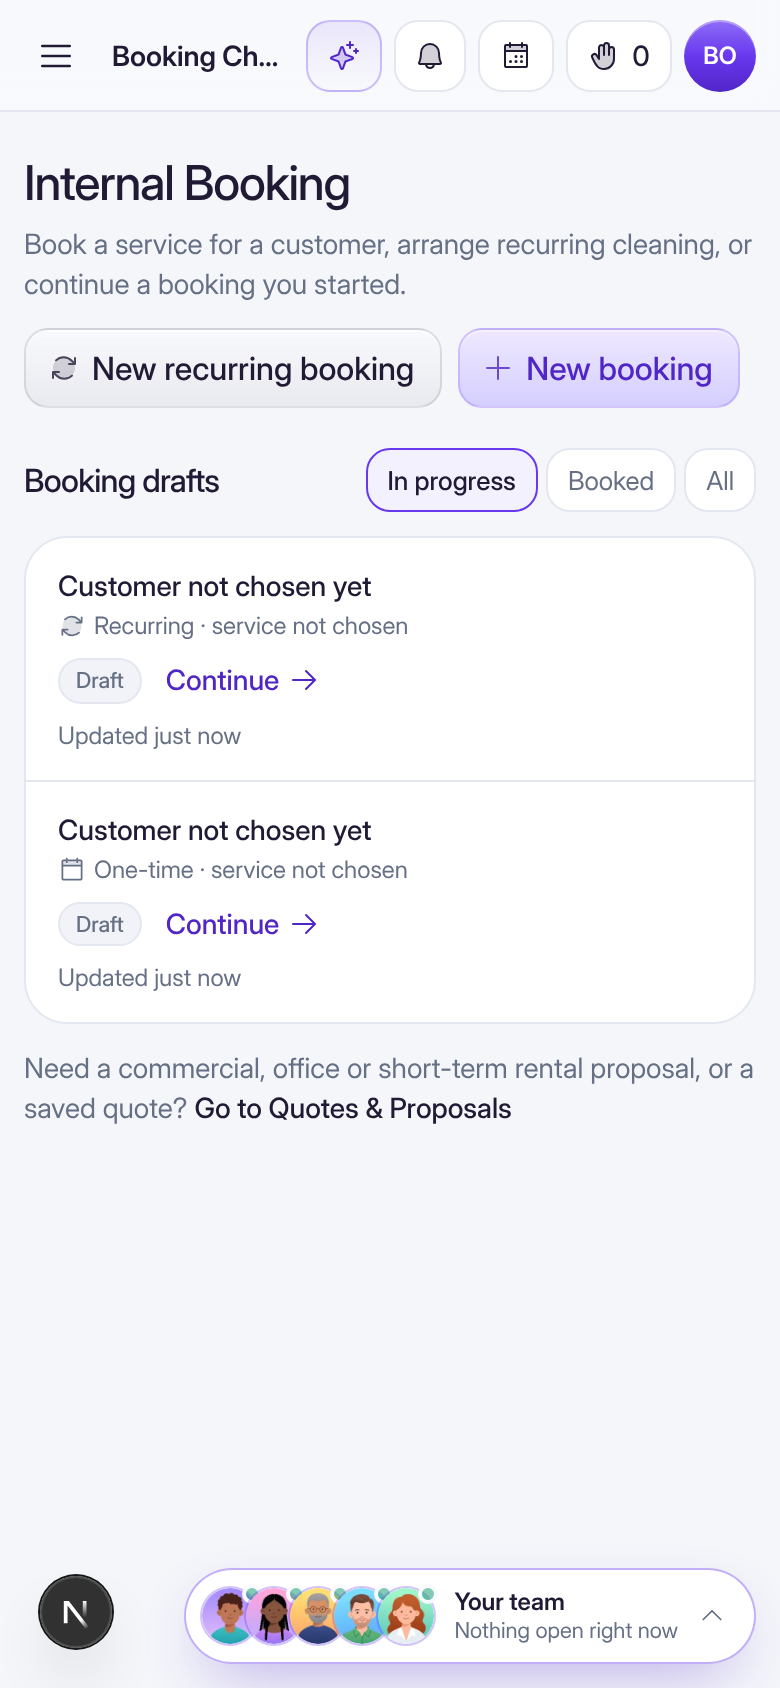 Booking Ch...
0
BO
Internal Booking
Book a service for a customer, arrange recurring cleaning, or
continue a booking you started.
New recurring booking
New booking
Booking drafts
In progress
Booked
All
Customer not chosen yet
Recurring · service not chosen
Draft
Continue →
Updated just now
Customer not chosen yet
One-time · service not chosen
Draft
Continue →
Updated just now
Need a commercial, office or short-term rental proposal, or a
saved quote? Go to Quotes & Proposals
N
Your team
Nothing open right now